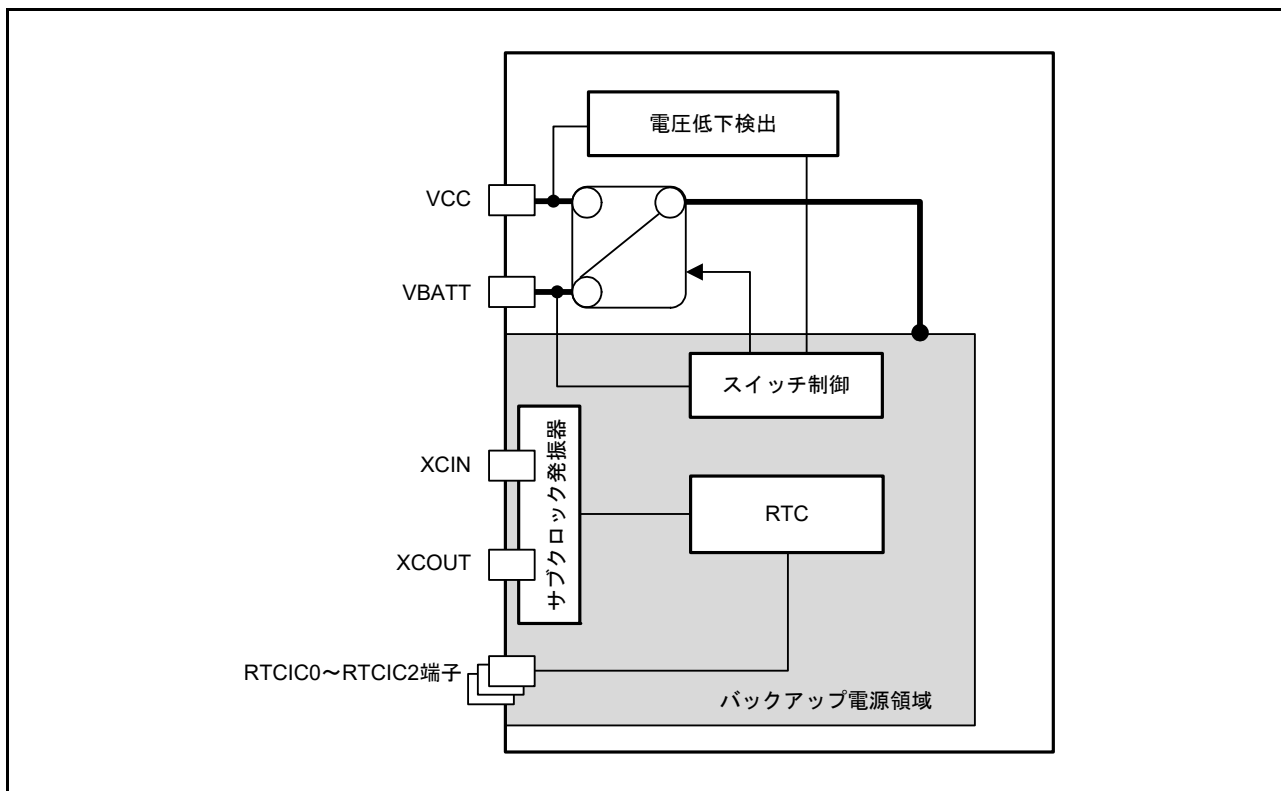 電圧低下検出
VCC
VBATT
スイッチ制御
XCIN
サブクロック発振器
RTC
XCOUT
RTCIC0～RTCIC2端子
バックアップ電源領域